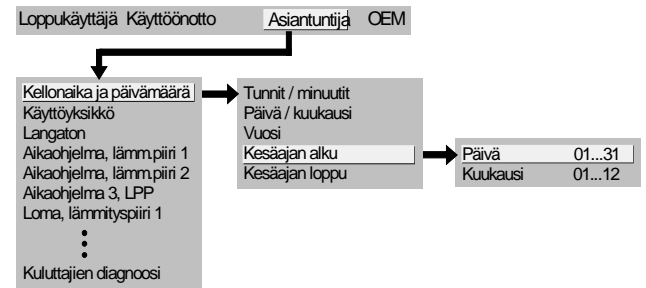 Loppukäyttäjä Käyttöönotto Asiantuntija OEM
Kellonaika ja päivämäärä
Käyttöyksikkö
Langaton
Aikaohjelma, lämm.piiri 1
Aikaohjelma, lämm.piiri 2
Aikaohjelma 3, LPP
Loma, lämmityspiiri 1
Kuluttajien diagnoosi
Tunnit / minuutit
Päivä / kuukausi
Vuosi
Kesäajan alku
Kesäajan loppu
Päivä 01...31
Kuukausi 01...12